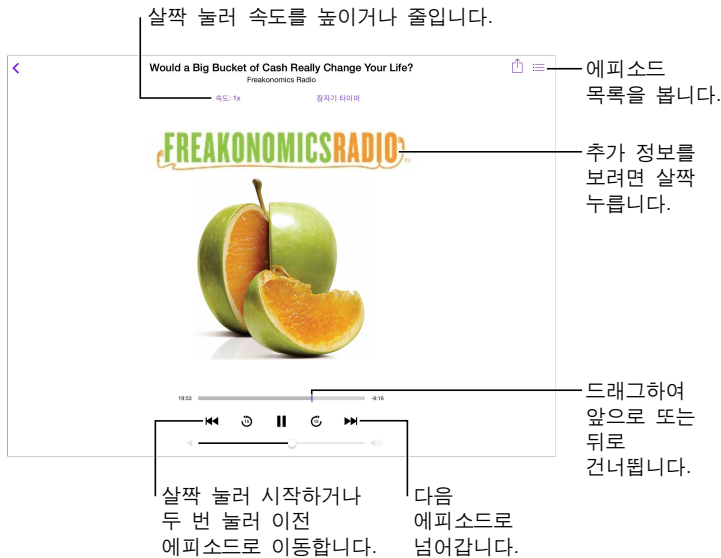 살짝 눌러 속도를 높이거나 줄입니다.
Would a Big Bucket of Cash Really Change Your Life?
Freakonomics Radio
속도: 1x
잠자기 타이머
에피소드
목록을 봅니다.
FREAKONOMICSRADIO
추가 정보를
보려면 살짝
누릅니다.
19:53
-9:16
드래그하여
앞으로 또는
뒤로
건너뜁니다.
15
15
살짝 눌러 시작하거나
두 번 눌러 이전
에피소드로 이동합니다.
다음
에피소드로
넘어갑니다.